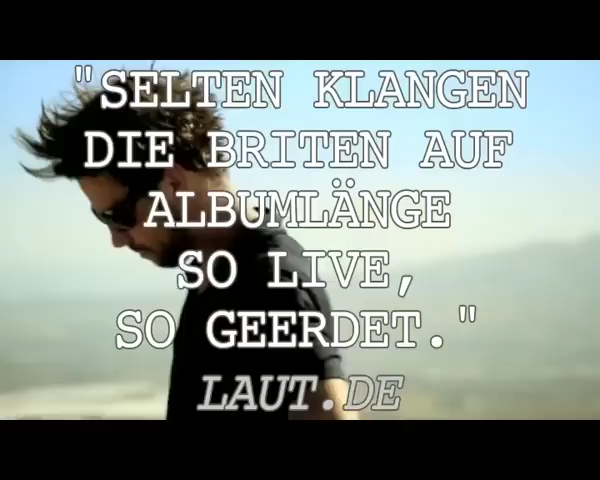 "SELTEN KLANGEN
DIE BRITEN AUF
ALBUMLÄNGE
SO LIVE,
SO GEERDET."
LAUT.DE